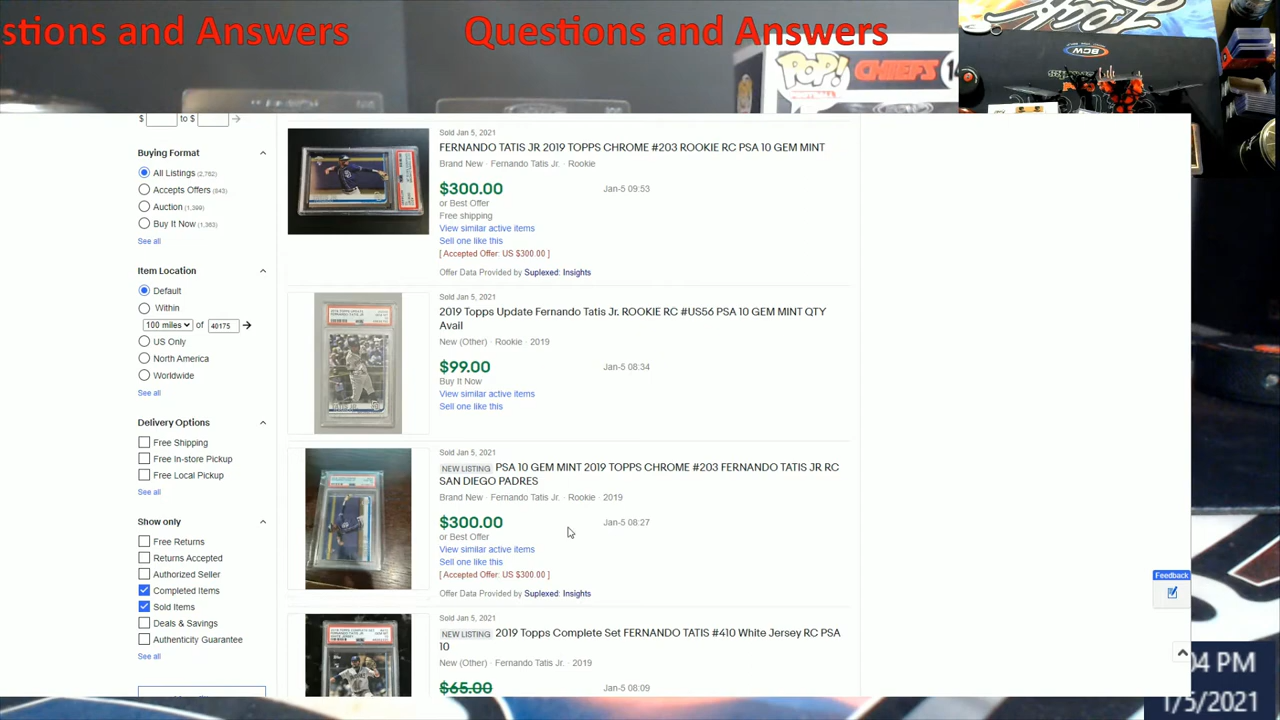 stions and Answers
Questions and Answers
BCW
POP!
CHIEFS
$ to $
Buying Format
All Listings (2,762)
Accepts Offers (843)
Auction (1,399)
Buy It Now (1,363)
See all
Item Location
Default
Within
100 miles of 40175
US Only
North America
Worldwide
See all
Delivery Options
Free Shipping
Free In-store Pickup
Free Local Pickup
See all
Show only
Free Returns
Returns Accepted
Authorized Seller
Completed Items
Sold Items
Deals & Savings
Authenticity Guarantee
See all
Sold Jan 5, 2021
FERNANDO TATIS JR 2019 TOPPS CHROME #203 ROOKIE RC PSA 10 GEM MINT
Brand New · Fernando Tatis Jr. · Rookie
$300.00 Jan-5 09:53
or Best Offer
Free shipping
View similar active items
Sell one like this
[ Accepted Offer: US $300.00 ]
Offer Data Provided by Suplexed: Insights
Sold Jan 5, 2021
2019 Topps Update Fernando Tatis Jr. ROOKIE RC #US56 PSA 10 GEM MINT QTY
Avail
New (Other) · Rookie · 2019
$99.00 Jan-5 08:34
Buy It Now
View similar active items
Sell one like this
Sold Jan 5, 2021
NEW LISTING PSA 10 GEM MINT 2019 TOPPS CHROME #203 FERNANDO TATIS JR RC
SAN DIEGO PADRES
Brand New · Fernando Tatis Jr. · Rookie · 2019
$300.00 Jan-5 08:27
or Best Offer
View similar active items
Sell one like this
[ Accepted Offer: US $300.00 ]
Offer Data Provided by Suplexed: Insights
Sold Jan 5, 2021
NEW LISTING 2019 Topps Complete Set FERNANDO TATIS #410 White Jersey RC PSA
10
New (Other) · Fernando Tatis Jr. · 2019
$65.00 Jan-5 08:09
Feedback
04 PM
1/5/2021